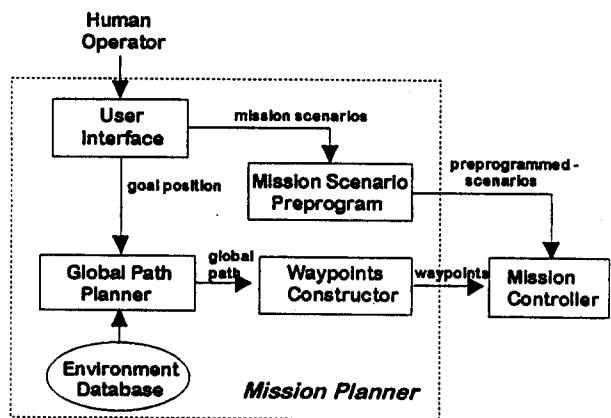 Human
Operator
User
Interface
mission scenarios
goal position
Mission Scenario
Preprogram
preprogrammed-
scenarios
Global Path
Planner
global
path
Waypoints
Constructor
waypoints
Mission
Controller
Environment
Database
Mission Planner